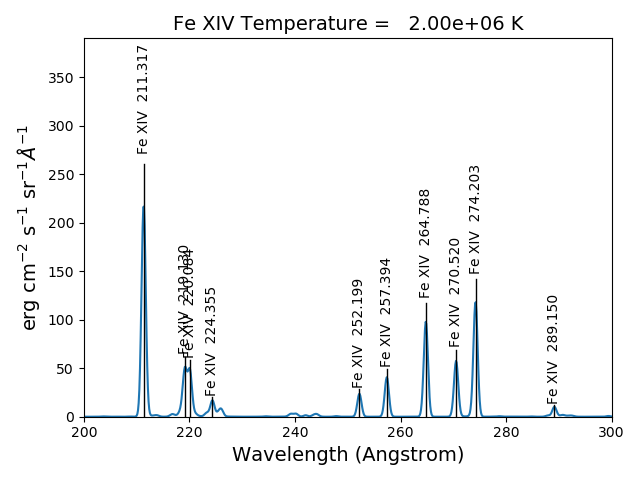 Fe XIV Temperature = 2.00e+06 K
erg cm⁻² s⁻¹ sr⁻¹ Å⁻¹
350
300
250
200
150
100
50
0
Fe XIV 211.317
Fe XIV 219.130
Fe XIV 220.084
Fe XIV 224.355
Fe XIV 252.199
Fe XIV 257.394
Fe XIV 264.788
Fe XIV 270.520
Fe XIV 274.203
Fe XIV 289.150
200 220 240 260 280 300
Wavelength (Angstrom)